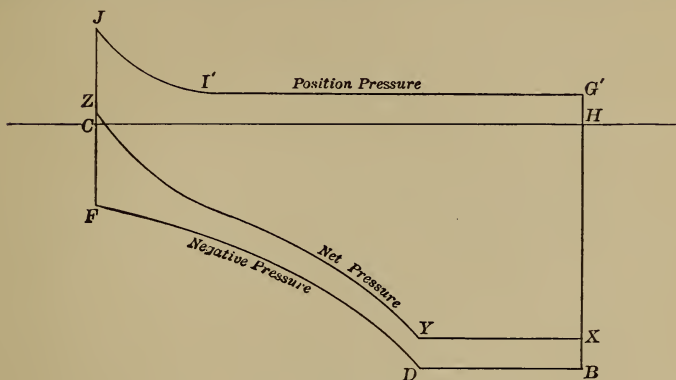 J
I′
Position Pressure
G′
Z
C
H
F
Negative Pressure
Net Pressure
Y
X
D
B